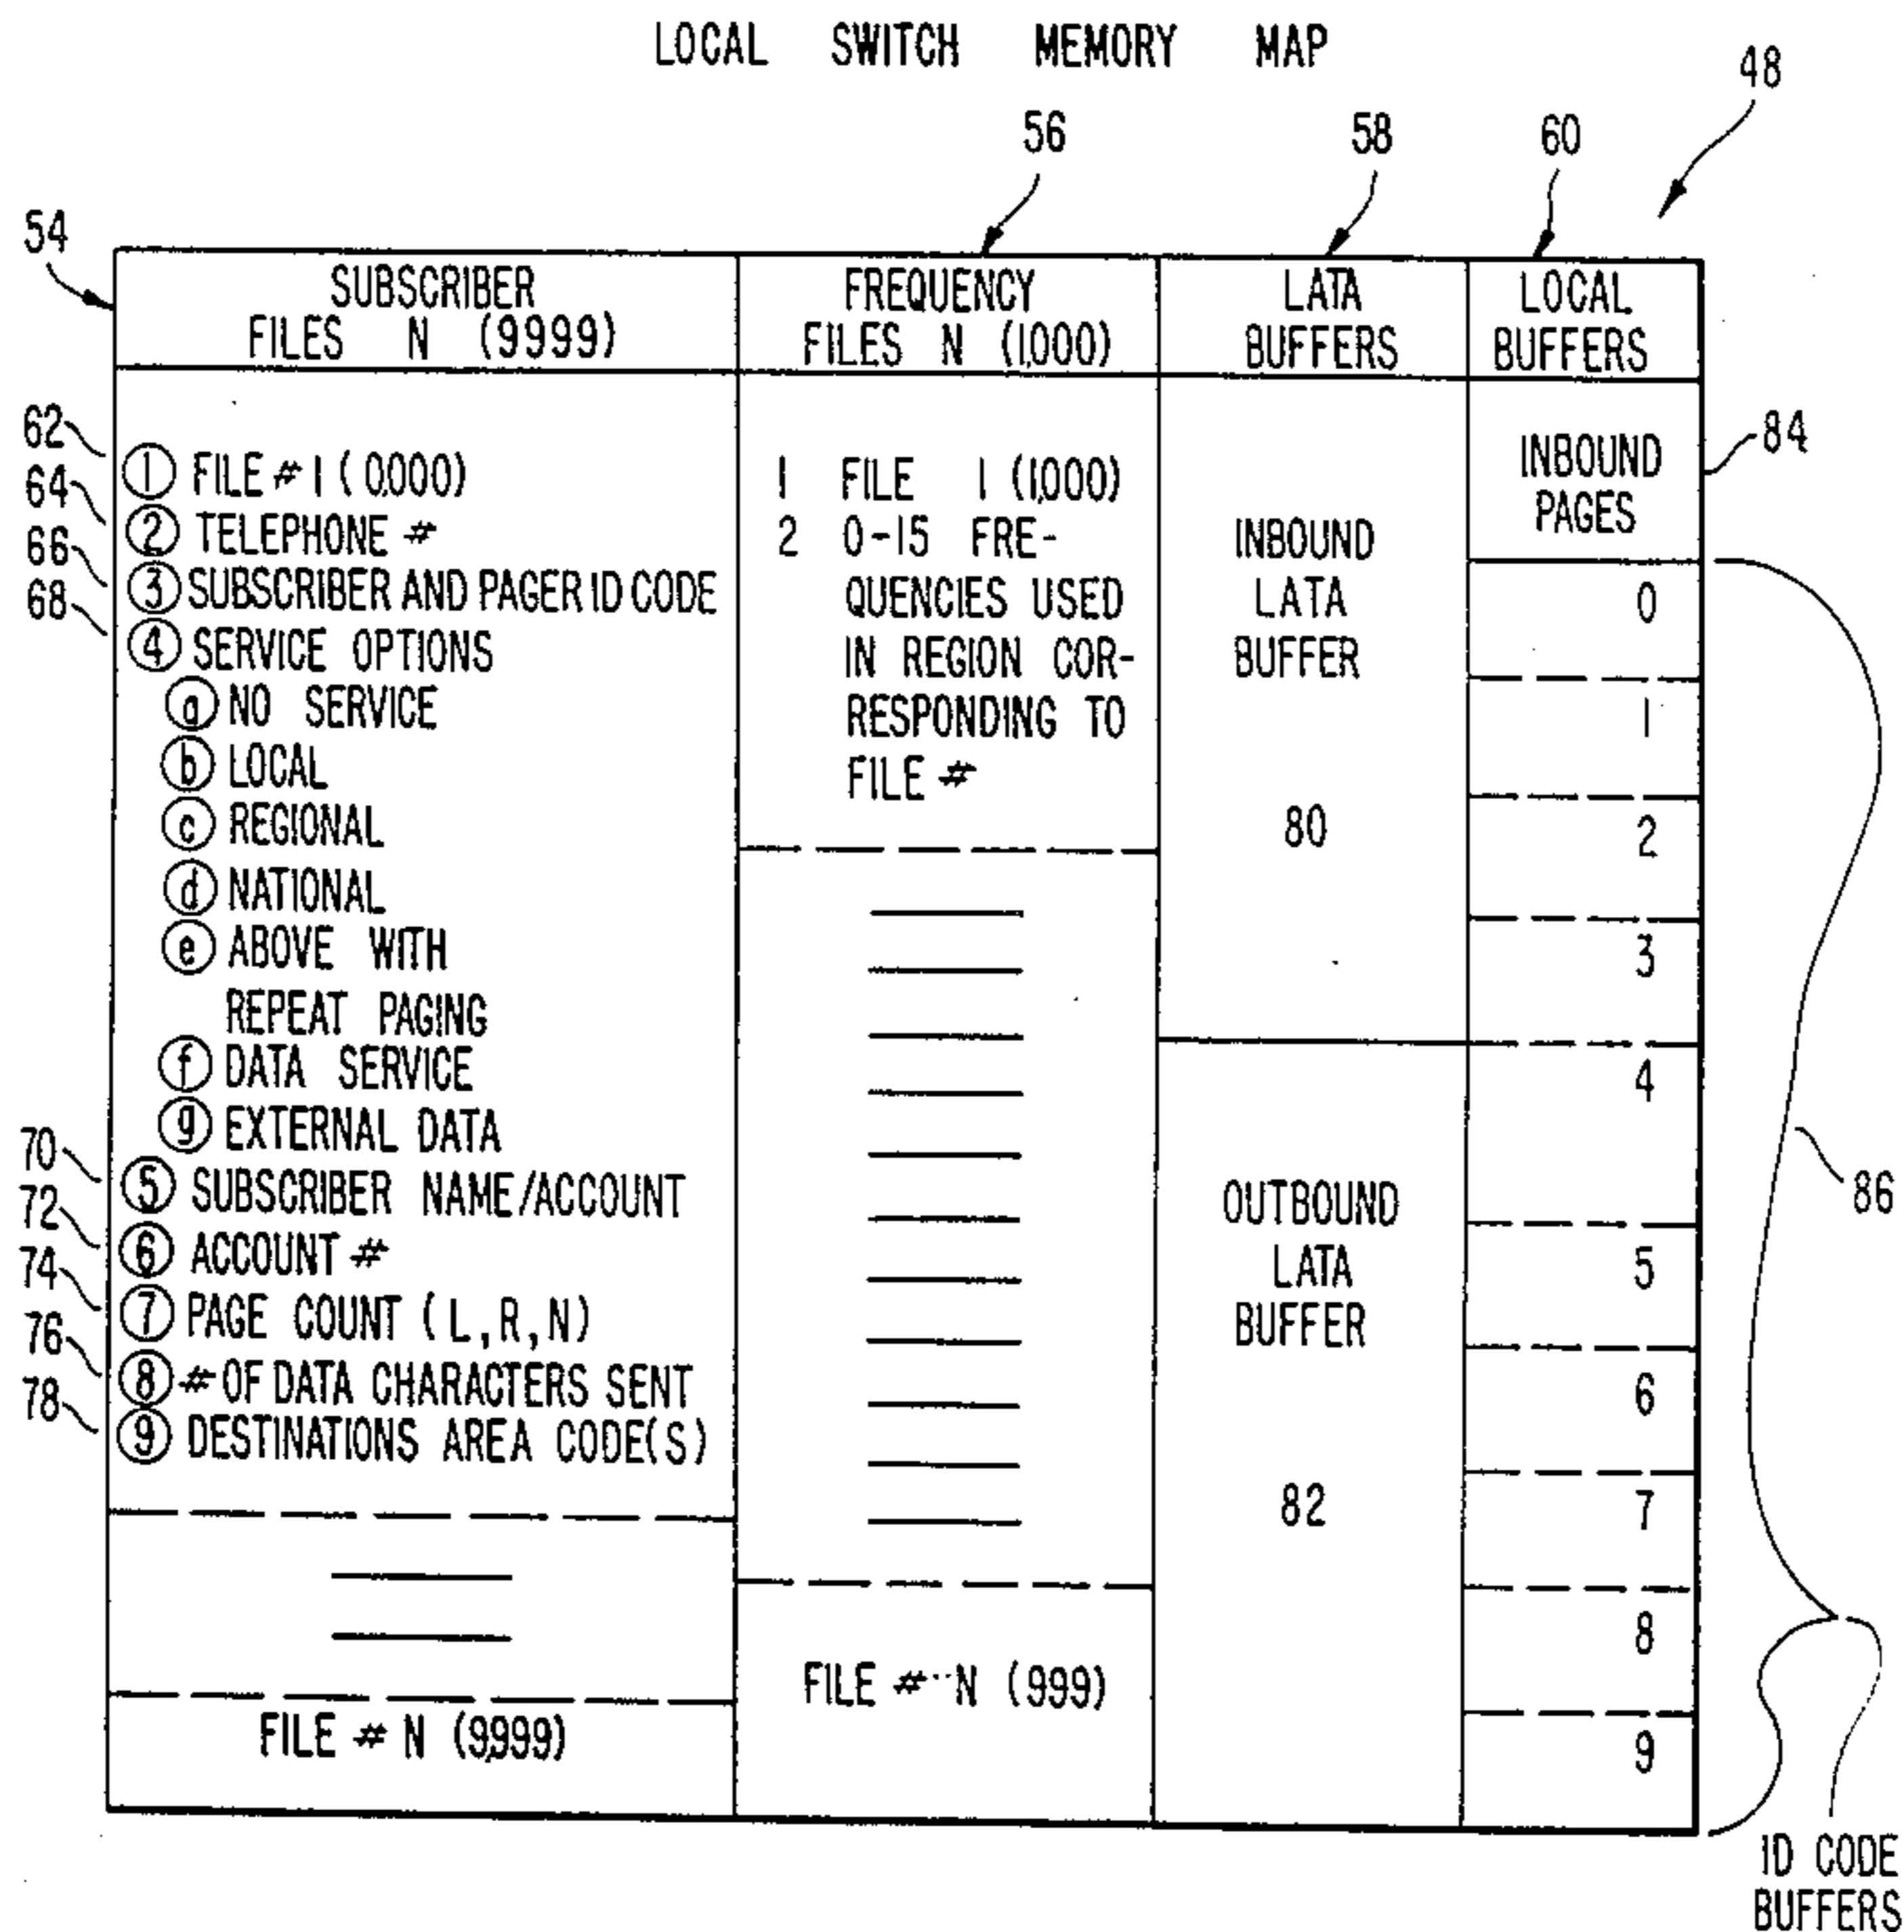 LOCAL SWITCH MEMORY MAP
48
56
58
60
54
SUBSCRIBER
FILES N (9999)
FREQUENCY
FILES N (1,000)
LATA
BUFFERS
LOCAL
BUFFERS
62
64
66
68
① FILE # 1 (0,000)
② TELEPHONE #
③ SUBSCRIBER AND PAGER ID CODE
④ SERVICE OPTIONS
ⓐ NO SERVICE
ⓑ LOCAL
ⓒ REGIONAL
ⓓ NATIONAL
ⓔ ABOVE WITH
REPEAT PAGING
ⓕ DATA SERVICE
ⓖ EXTERNAL DATA
70
72
74
76
78
⑤ SUBSCRIBER NAME/ACCOUNT
⑥ ACCOUNT #
⑦ PAGE COUNT (L,R,N)
⑧ # OF DATA CHARACTERS SENT
⑨ DESTINATIONS AREA CODE(S)
FILE # N (9,999)
1 FILE 1 (1,000)
2 0-15 FRE-
QUENCIES USED
IN REGION COR-
RESPONDING TO
FILE #
FILE # N (999)
INBOUND
LATA
BUFFER
80
OUTBOUND
LATA
BUFFER
82
INBOUND
PAGES
84
0
1
2
3
4
5
6
7
8
9
86
ID CODE
BUFFERS